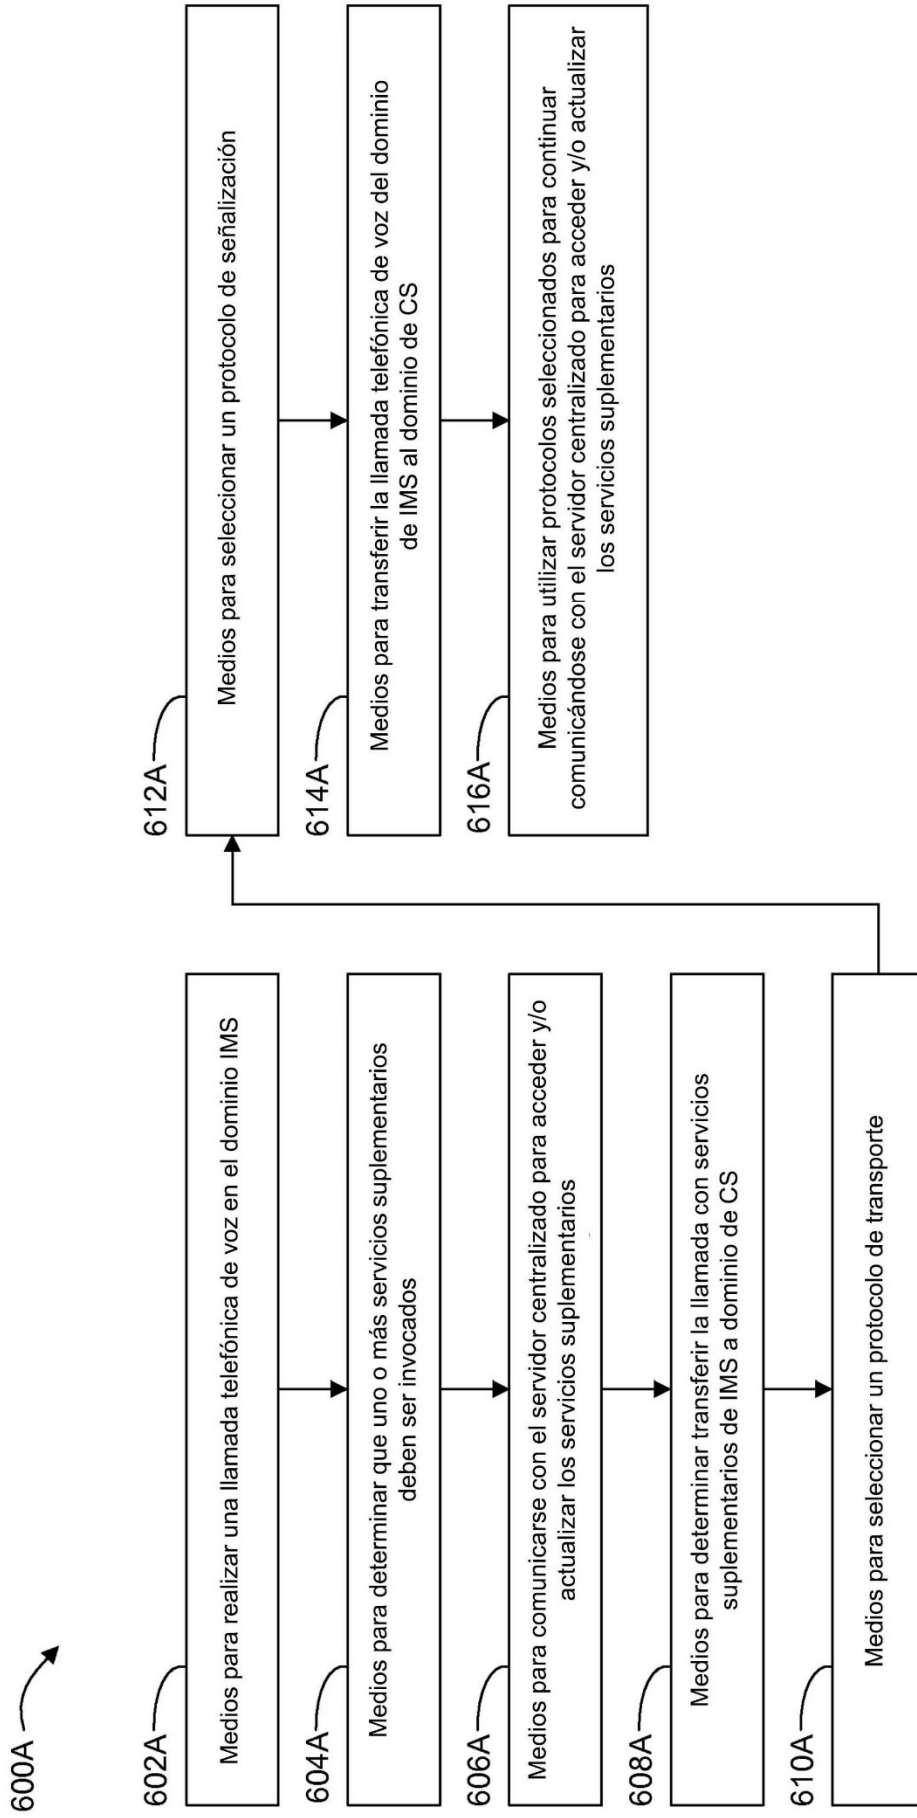 600A
602A
Medios para realizar una llamada telefónica de voz en el dominio IMS
604A
Medios para determinar que uno o más servicios suplementarios
deben ser invocados
606A
Medios para comunicarse con el servidor centralizado para acceder y/o
actualizar los servicios suplementarios
608A
Medios para determinar transferir la llamada con servicios
suplementarios de IMS a dominio de CS
610A
Medios para seleccionar un protocolo de transporte
612A
Medios para seleccionar un protocolo de señalización
614A
Medios para transferir la llamada telefónica de voz del dominio
de IMS al dominio de CS
616A
Medios para utilizar protocolos seleccionados para continuar
comunicándose con el servidor centralizado para acceder y/o actualizar
los servicios suplementarios